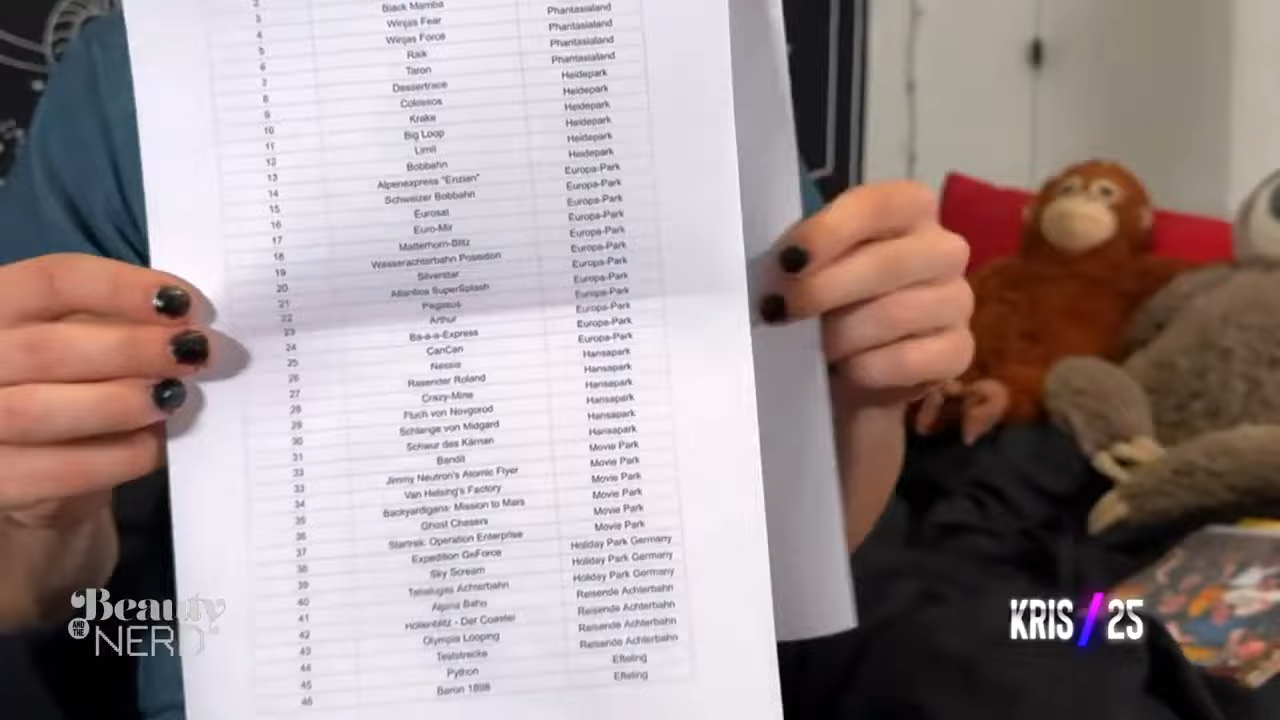 2
3 Black Mamba
4 Winjas Fear Phantasialand
5 Winjas Force Phantasialand
6 Raik Phantasialand
7 Taron Phantasialand
8 Dessertrace Heidepark
9 Colossos Heidepark
10 Krake Heidepark
11 Big Loop Heidepark
12 Limit Heidepark
13 Bobbahn Heidepark
14 Alpenexpress "Enzian" Europa-Park
15 Schweizer Bobbahn Europa-Park
16 Eurosat Europa-Park
17 Euro-Mir Europa-Park
18 Matterhorn-Blitz Europa-Park
19 Wasserachterbahn Poseidon Europa-Park
20 Silverstar Europa-Park
21 Atlantica SuperSplash Europa-Park
22 Pegasus Europa-Park
23 Arthur Europa-Park
24 Ba-a-a-Express Europa-Park
25 CanCan Europa-Park
26 Nessie Hansapark
27 Rasender Roland Hansapark
28 Crazy-Mine Hansapark
29 Fluch von Novgorod Hansapark
30 Schlange von Midgard Hansapark
31 Schwur des Kärnan Hansapark
32 Bandit Movie Park
33 Jimmy Neutron's Atomic Flyer Movie Park
34 Van Helsing's Factory Movie Park
35 Backyardigans: Mission to Mars Movie Park
36 Ghost Chasers Movie Park
37 Startrek: Operation Enterprise Movie Park
38 Expedition GeForce Holiday Park Germany
39 Sky Scream Holiday Park Germany
40 Tabalugas Achterbahn Holiday Park Germany
41 Alpina Bahn Reisende Achterbahn
42 Höllenblitz - Der Coaster Reisende Achterbahn
43 Olympia Looping Reisende Achterbahn
44 Teststrecke Reisende Achterbahn
45 Python Efteling
46 Baron 1898 Efteling
Beauty
AND THE
NERD
KRIS / 25